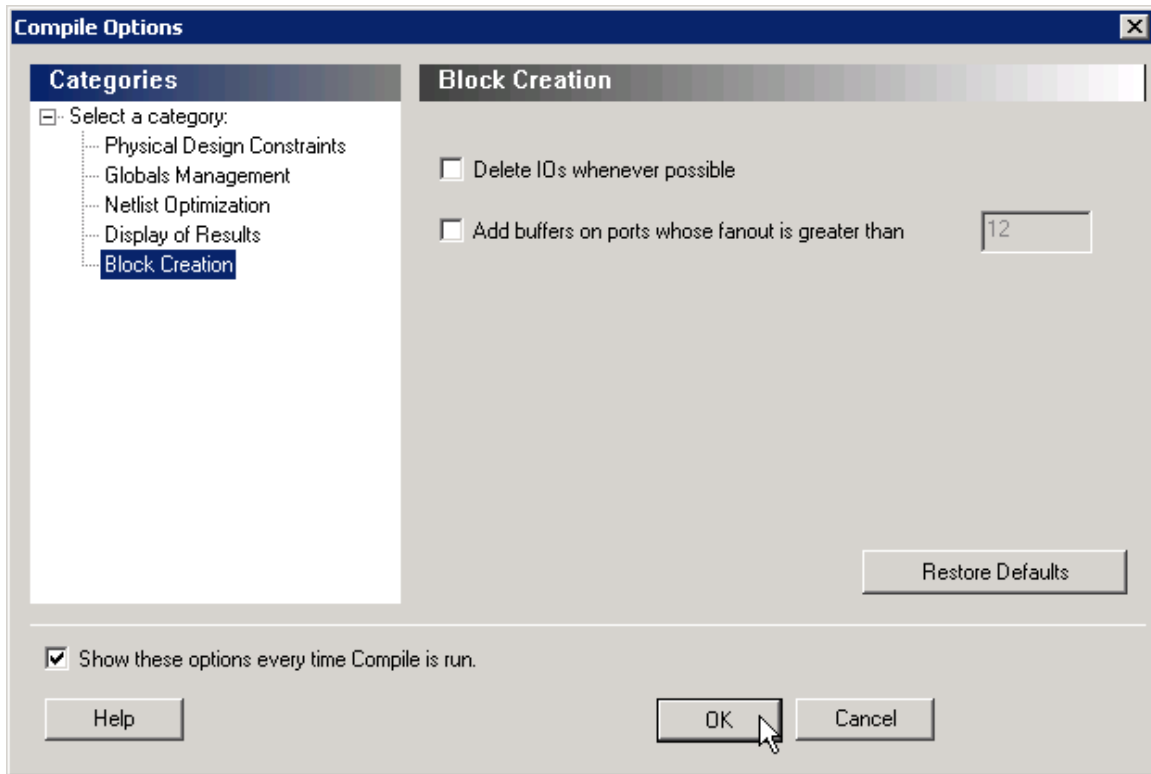 Compile Options
Categories
Select a category:
Physical Design Constraints
Globals Management
Netlist Optimization
Display of Results
Block Creation
Block Creation
Delete IOs whenever possible
Add buffers on ports whose fanout is greater than 12
Restore Defaults
Show these options every time Compile is run.
Help OK Cancel